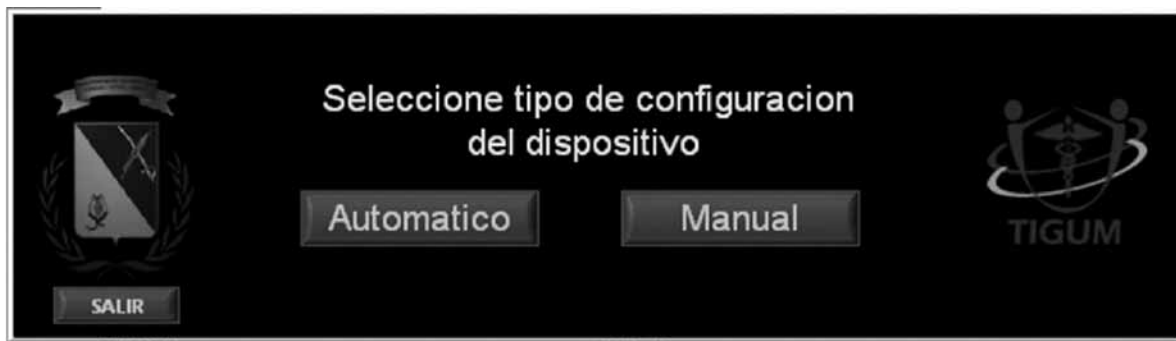 Seleccione tipo de configuracion
del dispositivo
Automatico
Manual
TIGUM
SALIR